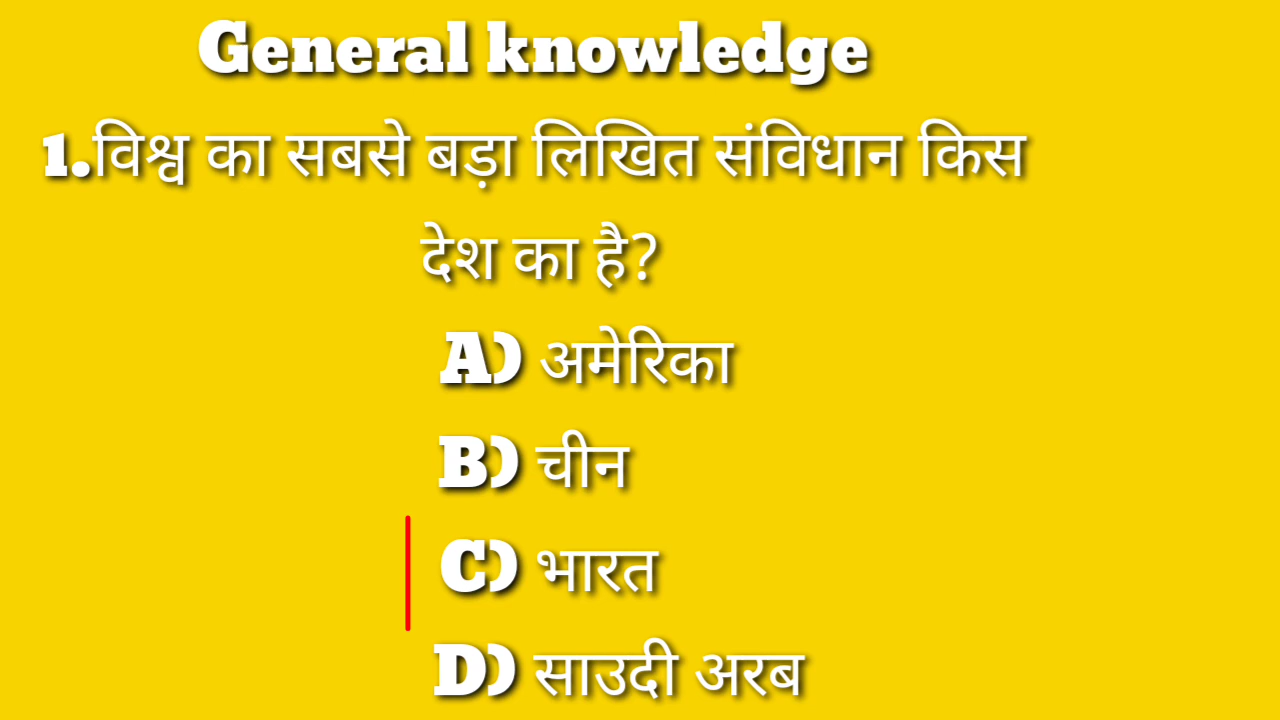 General knowledge
1.विश्व का सबसे बड़ा लिखित संविधान किस
देश का है?
A) अमेरिका
B) चीन
C) भारत
D) साउदी अरब